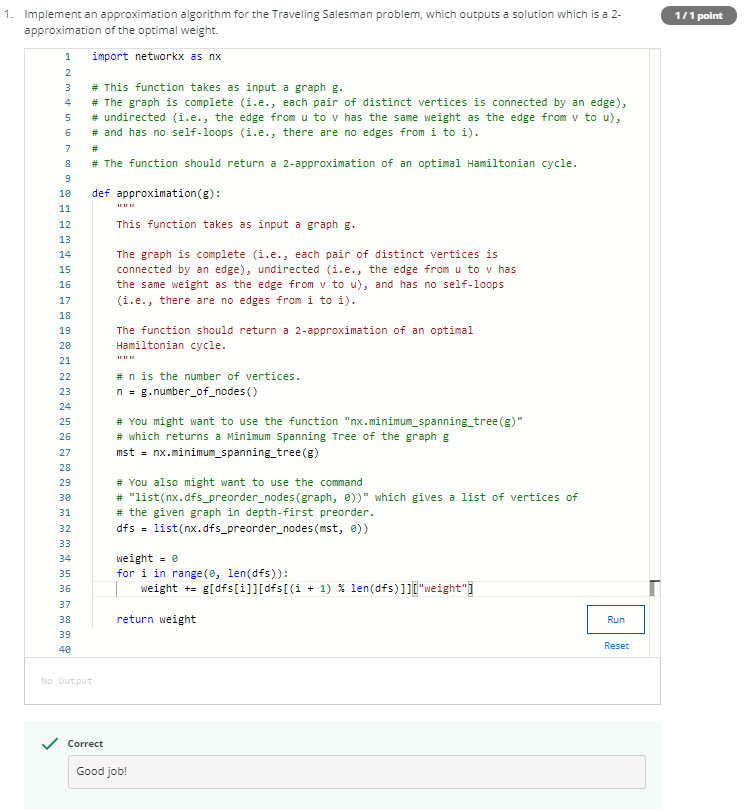 1. Implement an approximation algorithm for the Traveling Salesman problem, which outputs a solution which is a 2-
approximation of the optimal weight.
1 / 1 point
1 import networkx as nx
2
3 # This function takes as input a graph g.
4 # The graph is complete (i.e., each pair of distinct vertices is connected by an edge),
5 # undirected (i.e., the edge from u to v has the same weight as the edge from v to u),
6 # and has no self-loops (i.e., there are no edges from i to i).
7 #
8 # The function should return a 2-approximation of an optimal Hamiltonian cycle.
9
10 def approximation(g):
11     """
12     This function takes as input a graph g.
13
14     The graph is complete (i.e., each pair of distinct vertices is
15     connected by an edge), undirected (i.e., the edge from u to v has
16     the same weight as the edge from v to u), and has no self-loops
17     (i.e., there are no edges from i to i).
18
19     The function should return a 2-approximation of an optimal
20     Hamiltonian cycle.
21     """
22     # n is the number of vertices.
23     n = g.number_of_nodes()
24
25     # You might want to use the function "nx.minimum_spanning_tree(g)"
26     # which returns a Minimum Spanning Tree of the graph g
27     mst = nx.minimum_spanning_tree(g)
28
29     # You also might want to use the command
30     # "list(nx.dfs_preorder_nodes(graph, 0))" which gives a list of vertices of
31     # the given graph in depth-first preorder.
32     dfs = list(nx.dfs_preorder_nodes(mst, 0))
33
34     weight = 0
35     for i in range(0, len(dfs)):
36         weight += g[dfs[i]][dfs[(i + 1) % len(dfs)]]["weight"]
37
38     return weight
39
40
Run
Reset
No Output
Correct
Good job!